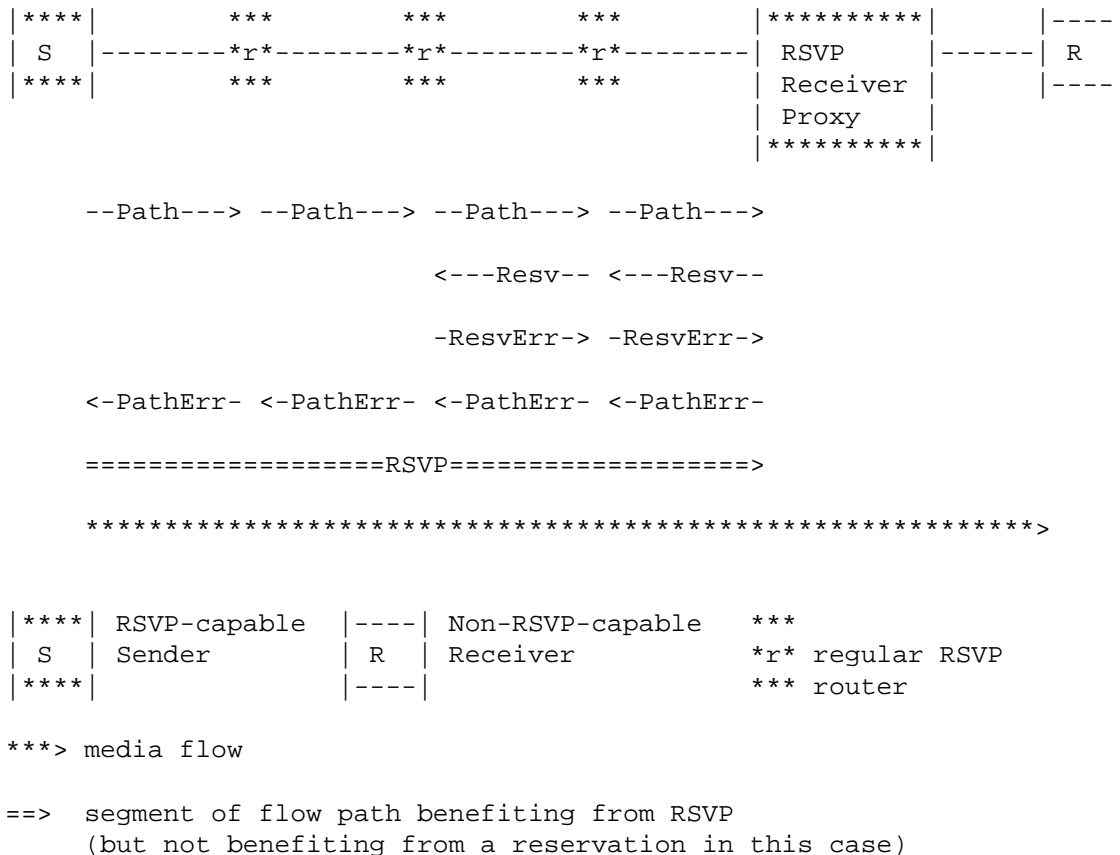 |****|         ***          ***          ***         |**********|       |----
| S  |---------*r*----------*r*----------*r*---------| RSVP     |-------| R
|****|         ***          ***          ***         | Receiver |       |----
                                                     | Proxy    |
                                                     |**********|
--Path---> --Path---> --Path---> --Path--->
<---Resv-- <---Resv--
-ResvErr-> -ResvErr->
<-PathErr- <-PathErr- <-PathErr- <-PathErr-
===================RSVP===================>
************************************************************>
|****| RSVP-capable  |----| Non-RSVP-capable   ***
| S  | Sender        | R  | Receiver           *r* regular RSVP
|****|               |----|                    *** router
***> media flow
==>  segment of flow path benefiting from RSVP
(but not benefiting from a reservation in this case)